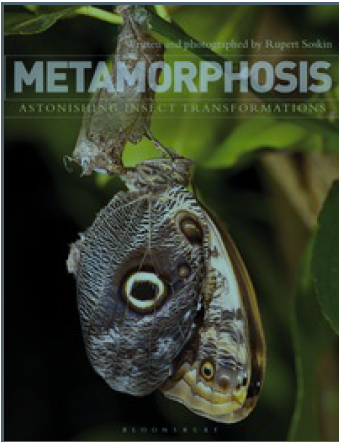 Written and photographed by Rupert Soskin
METAMORPHOSIS
ASTONISHING INSECT TRANSFORMATIONS
BLOOMSBURY